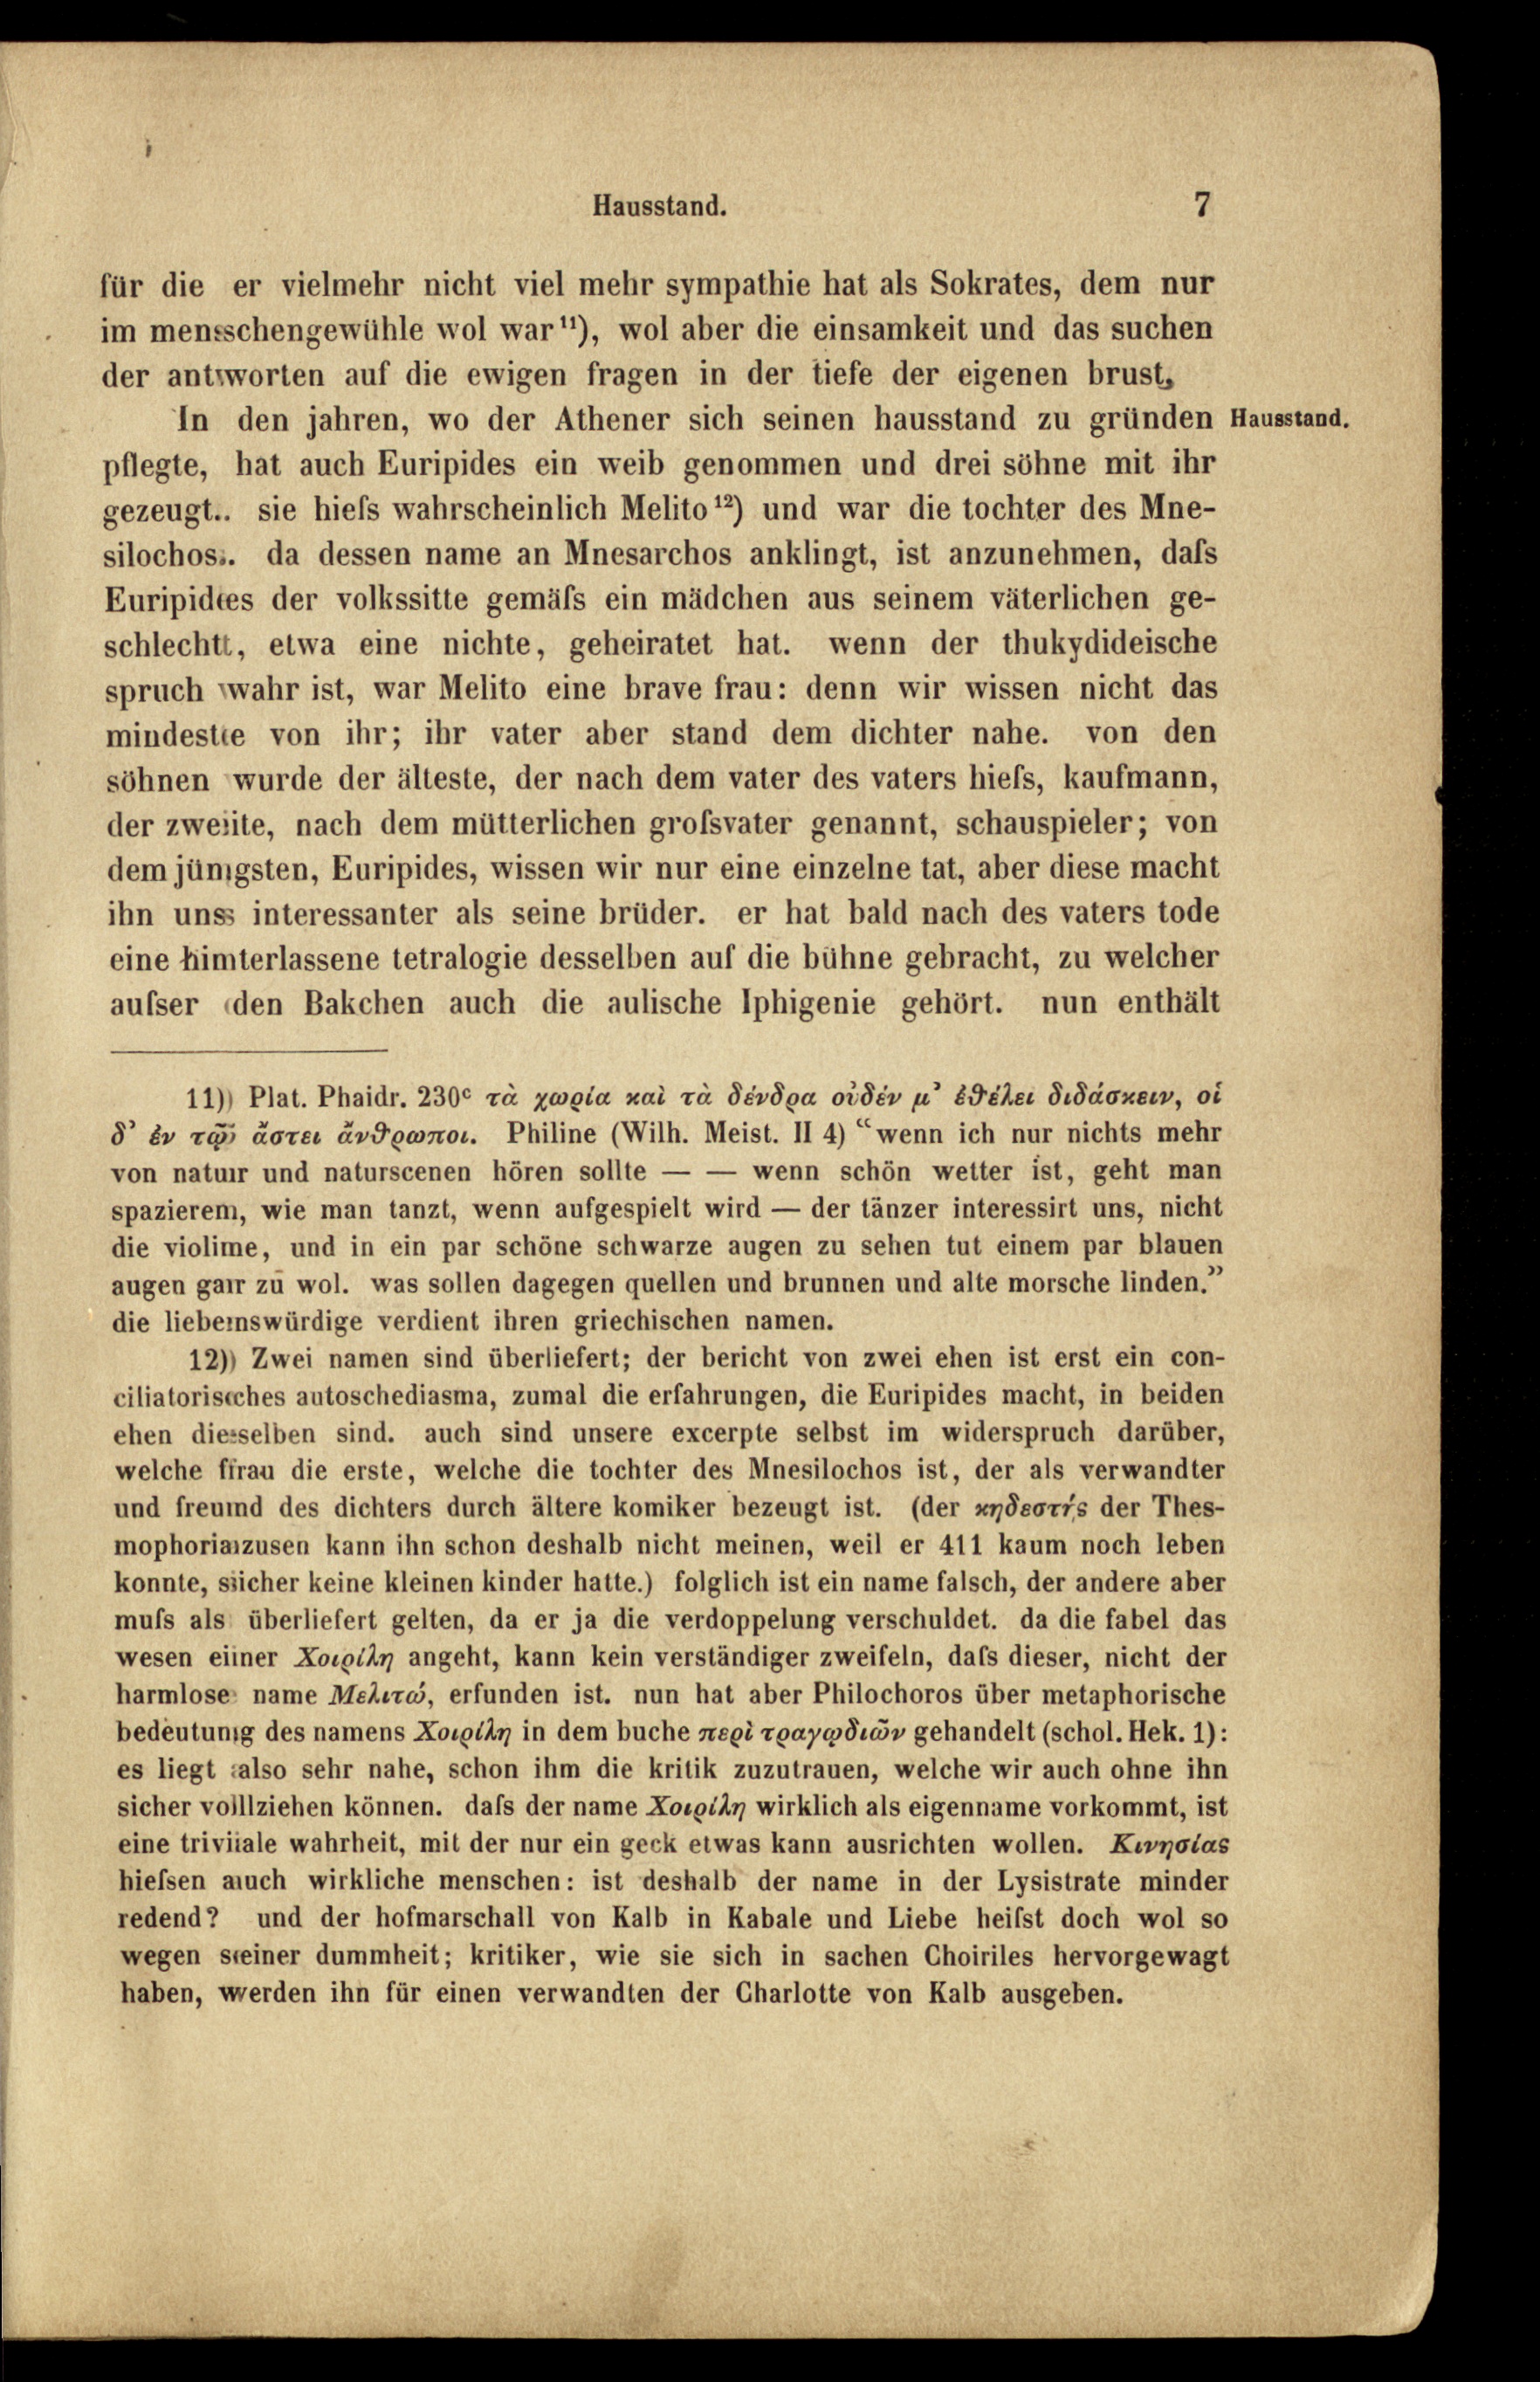 Hausstand. 7
für die er vielmehr nicht viel mehr sympathie hat als Sokrates, dem nur
im menschengewühle wol war¹¹), wol aber die einsamkeit und das suchen
der antworten auf die ewigen fragen in der tiefe der eigenen brust.
In den jahren, wo der Athener sich seinen hausstand zu gründen Hausstand.
pflegte, hat auch Euripides ein weib genommen und drei söhne mit ihr
gezeugt. sie hieſs wahrscheinlich Melito¹²) und war die tochter des Mne-
silochos. da dessen name an Mnesarchos anklingt, ist anzunehmen, daſs
Euripides der volkssitte gemäſs ein mädchen aus seinem väterlichen ge-
schlecht, etwa eine nichte, geheiratet hat. wenn der thukydideische
spruch wahr ist, war Melito eine brave frau: denn wir wissen nicht das
mindeste von ihr; ihr vater aber stand dem dichter nahe. von den
söhnen wurde der älteste, der nach dem vater des vaters hieſs, kaufmann,
der zweite, nach dem mütterlichen groſsvater genannt, schauspieler; von
dem jüngsten, Euripides, wissen wir nur eine einzelne tat, aber diese macht
ihn uns interessanter als seine brüder. er hat bald nach des vaters tode
eine hinterlassene tetralogie desselben auf die bühne gebracht, zu welcher
auſser den Bakchen auch die aulische Iphigenie gehört. nun enthält
11) Plat. Phaidr. 230ᶜ τὰ χωρία καὶ τὰ δένδρα οὐδέν μ᾽ ἐθέλει διδάσκειν, οἱ
δ᾽ ἐν τῷ ἄστει ἄνθρωποι. Philine (Wilh. Meist. II 4) “wenn ich nur nichts mehr
von natur und naturscenen hören sollte — — wenn schön wetter ist, geht man
spazieren, wie man tanzt, wenn aufgespielt wird — der tänzer interessirt uns, nicht
die violine, und in ein par schöne schwarze augen zu sehen tut einem par blauen
augen gar zu wol. was sollen dagegen quellen und brunnen und alte morsche linden.”
die liebenswürdige verdient ihren griechischen namen.
12) Zwei namen sind überliefert; der bericht von zwei ehen ist erst ein con-
ciliatorisches autoschediasma, zumal die erfahrungen, die Euripides macht, in beiden
ehen dieselben sind. auch sind unsere excerpte selbst im widerspruch darüber,
welche frau die erste, welche die tochter des Mnesilochos ist, der als verwandter
und freund des dichters durch ältere komiker bezeugt ist. (der κηδεστής der Thes-
mophoriazusen kann ihn schon deshalb nicht meinen, weil er 411 kaum noch leben
konnte, sicher keine kleinen kinder hatte.) folglich ist ein name falsch, der andere aber
muſs als überliefert gelten, da er ja die verdoppelung verschuldet. da die fabel das
wesen einer Χοιρίλη angeht, kann kein verständiger zweifeln, daſs dieser, nicht der
harmlose name Μελιτώ, erfunden ist. nun hat aber Philochoros über metaphorische
bedeutung des namens Χοιρίλη in dem buche περὶ τραγῳδιῶν gehandelt (schol. Hek. 1):
es liegt also sehr nahe, schon ihm die kritik zuzutrauen, welche wir auch ohne ihn
sicher vollziehen können. daſs der name Χοιρίλη wirklich als eigenname vorkommt, ist
eine triviale wahrheit, mit der nur ein geck etwas kann ausrichten wollen. Κινησίας
hieſsen auch wirkliche menschen: ist deshalb der name in der Lysistrate minder
redend? und der hofmarschall von Kalb in Kabale und Liebe heiſst doch wol so
wegen seiner dummheit; kritiker, wie sie sich in sachen Choiriles hervorgewagt
haben, werden ihn für einen verwandten der Charlotte von Kalb ausgeben.